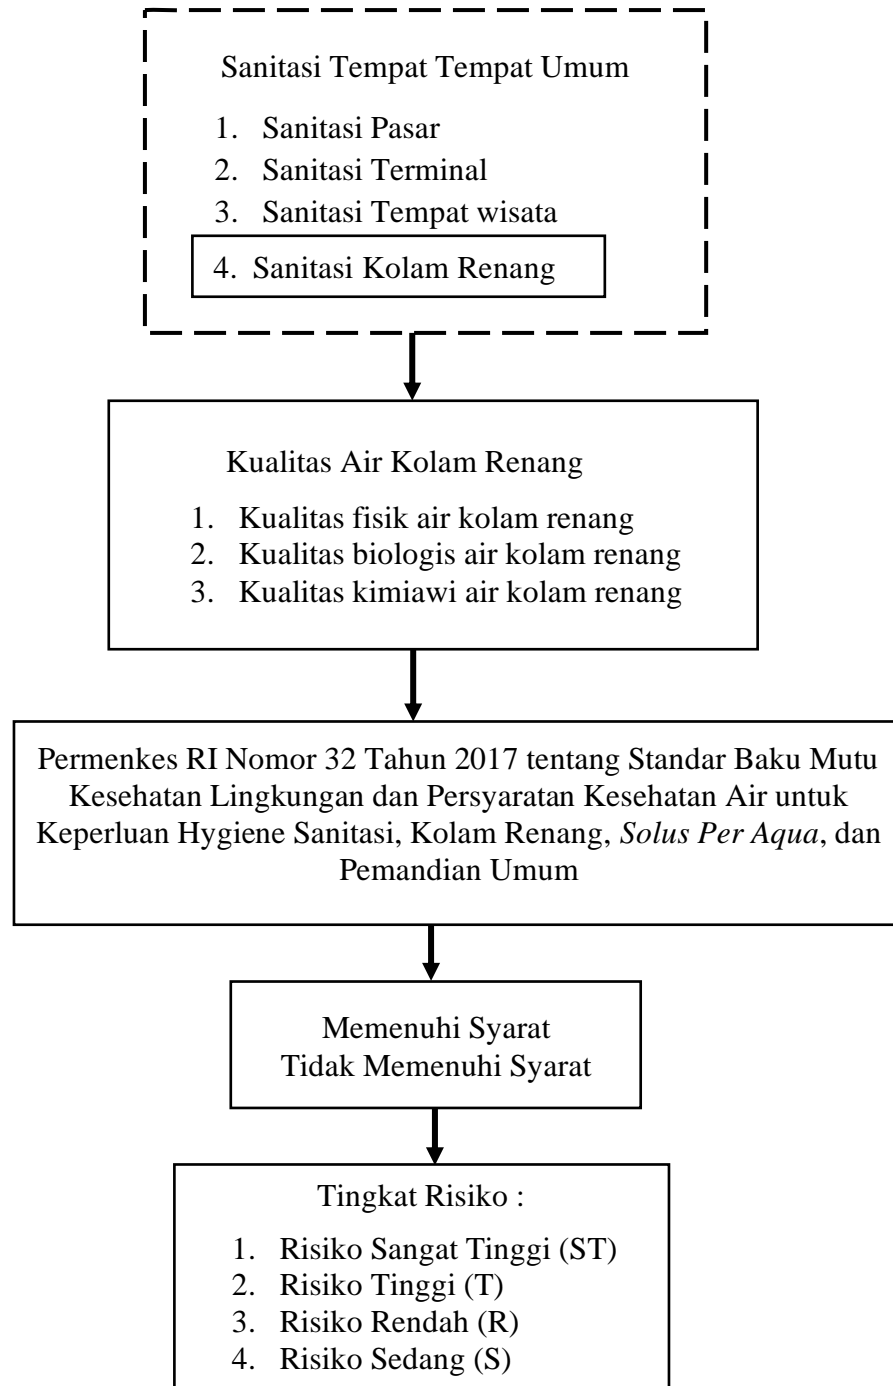 Sanitasi Tempat Tempat Umum
1. Sanitasi Pasar
2. Sanitasi Terminal
3. Sanitasi Tempat wisata
4. Sanitasi Kolam Renang
Kualitas Air Kolam Renang
1. Kualitas fisik air kolam renang
2. Kualitas biologis air kolam renang
3. Kualitas kimiawi air kolam renang
Permenkes RI Nomor 32 Tahun 2017 tentang Standar Baku Mutu
Kesehatan Lingkungan dan Persyaratan Kesehatan Air untuk
Keperluan Hygiene Sanitasi, Kolam Renang, Solus Per Aqua, dan
Pemandian Umum
Memenuhi Syarat
Tidak Memenuhi Syarat
Tingkat Risiko :
1. Risiko Sangat Tinggi (ST)
2. Risiko Tinggi (T)
3. Risiko Rendah (R)
4. Risiko Sedang (S)